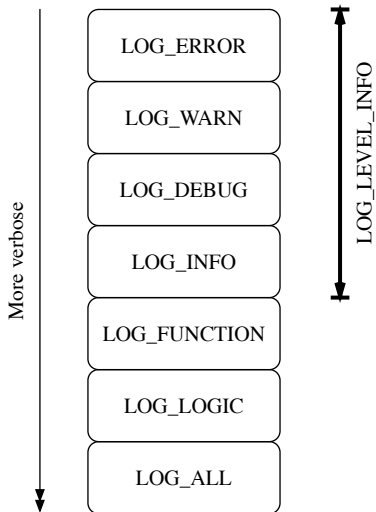 LOG_ERROR
LOG_WARN
LOG_DEBUG
LOG_INFO
LOG_FUNCTION
LOG_LOGIC
LOG_ALL
More verbose
LOG_LEVEL_INFO